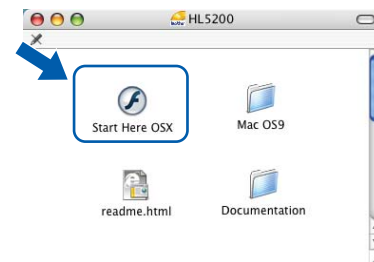 HL5200
Start Here OSX
Mac OS9
readme.html
Documentation